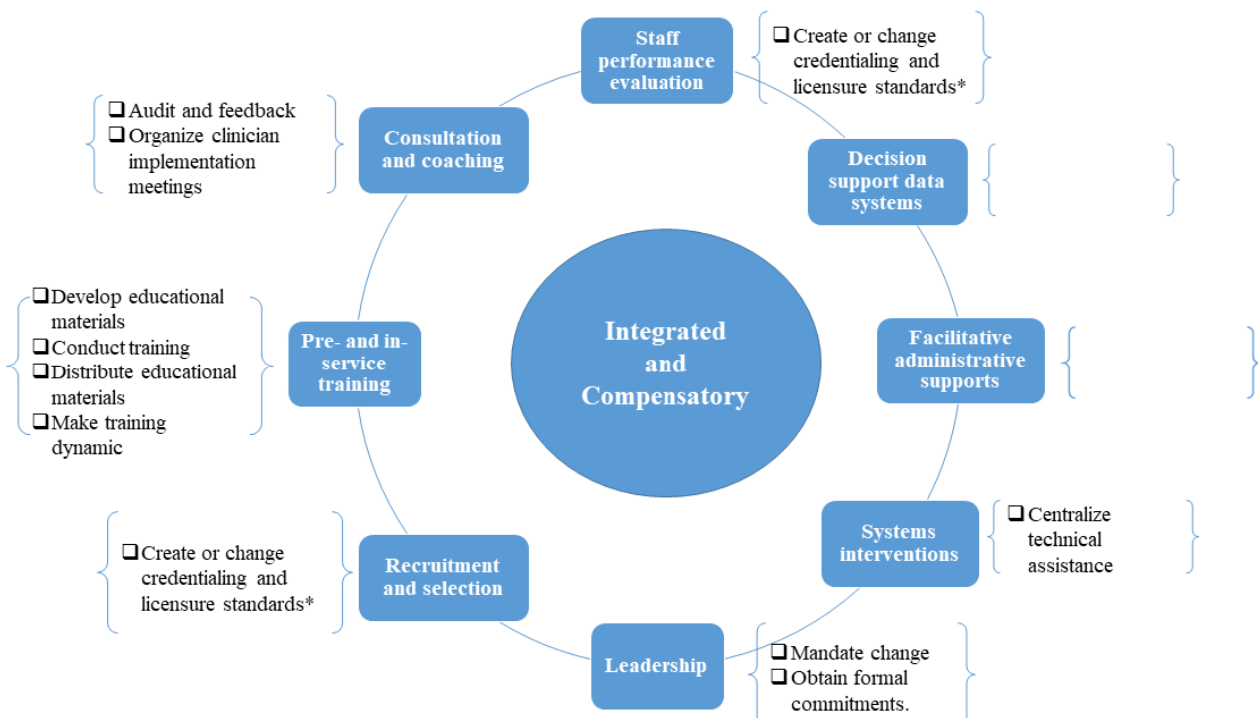 Staff
performance
evaluation
❑ Create or change
credentialing and
licensure standards*
❑ Audit and feedback
❑ Organize clinician
implementation
meetings
Consultation
and coaching
Decision
support data
systems
❑ Develop educational
materials
❑ Conduct training
❑ Distribute educational
materials
❑ Make training
dynamic
Pre- and in-
service
training
Integrated
and
Compensatory
Facilitative
administrative
supports
❑ Create or change
credentialing and
licensure standards*
Recruitment
and selection
Systems
interventions
❑ Centralize
technical
assistance
Leadership
❑ Mandate change
❑ Obtain formal
commitments.